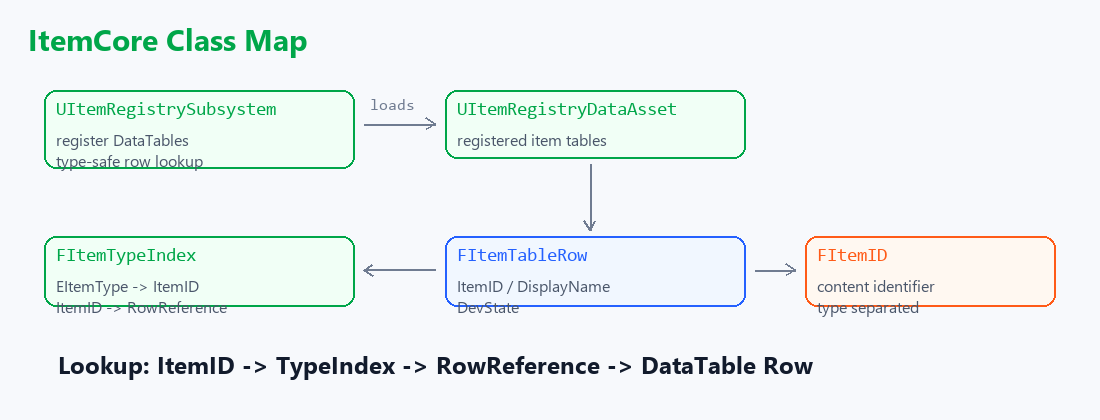 ItemCore Class Map
UItemRegistrySubsystem
register DataTables
type-safe row lookup
loads
UItemRegistryDataAsset
registered item tables
FItemTypeIndex
EItemType -> ItemID
ItemID -> RowReference
FItemTableRow
ItemID / DisplayName
DevState
FItemID
content identifier
type separated
Lookup: ItemID -> TypeIndex -> RowReference -> DataTable Row